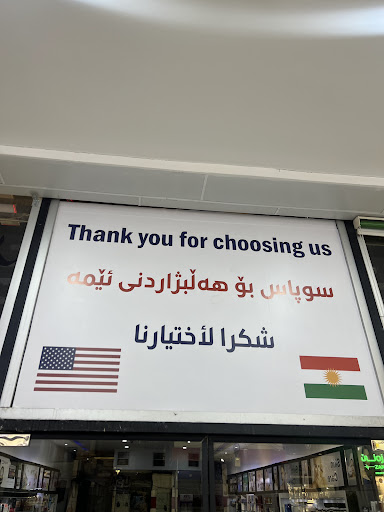 Thank you for choosing us
سوپاس بۆ هەڵبژاردنی ئێمە
شكرا لأختيارنا